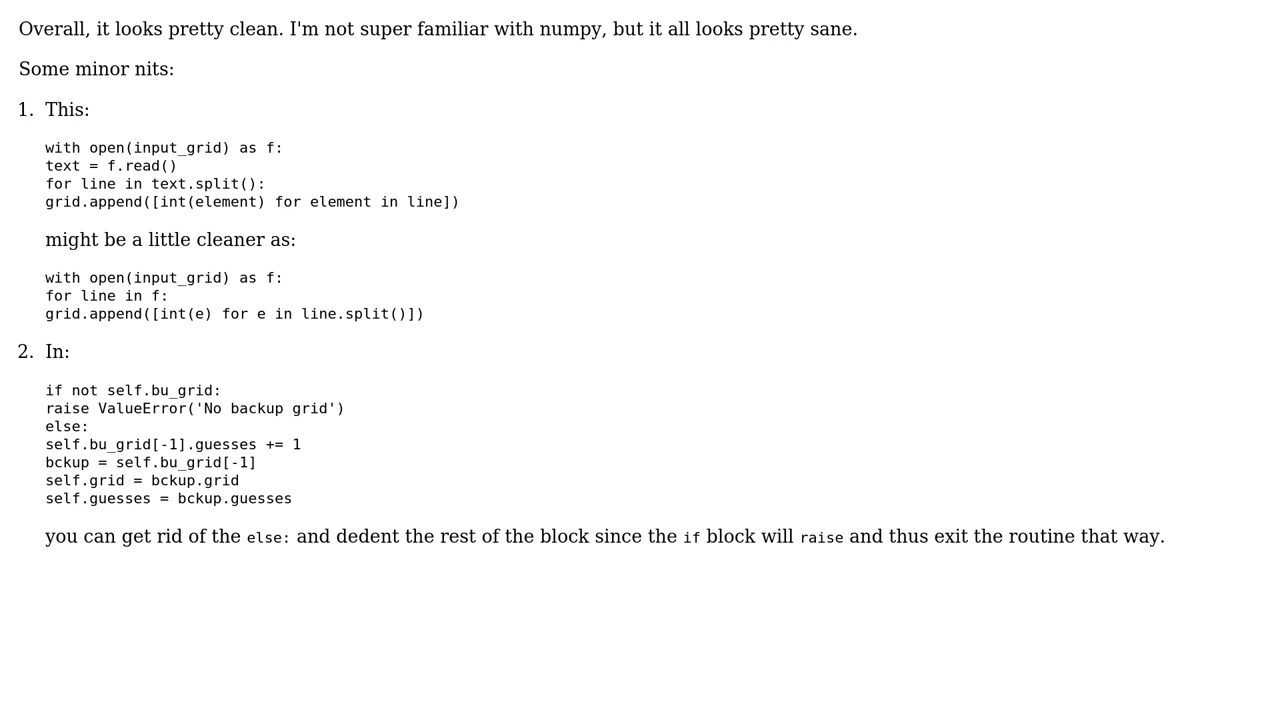 Overall, it looks pretty clean. I'm not super familiar with numpy, but it all looks pretty sane.
Some minor nits:
1. This:
with open(input_grid) as f:
text = f.read()
for line in text.split():
grid.append([int(element) for element in line])
might be a little cleaner as:
with open(input_grid) as f:
for line in f:
grid.append([int(e) for e in line.split()])
2. In:
if not self.bu_grid:
raise ValueError('No backup grid')
else:
self.bu_grid[-1].guesses += 1
bckup = self.bu_grid[-1]
self.grid = bckup.grid
self.guesses = bckup.guesses
you can get rid of the else: and dedent the rest of the block since the if block will raise and thus exit the routine that way.